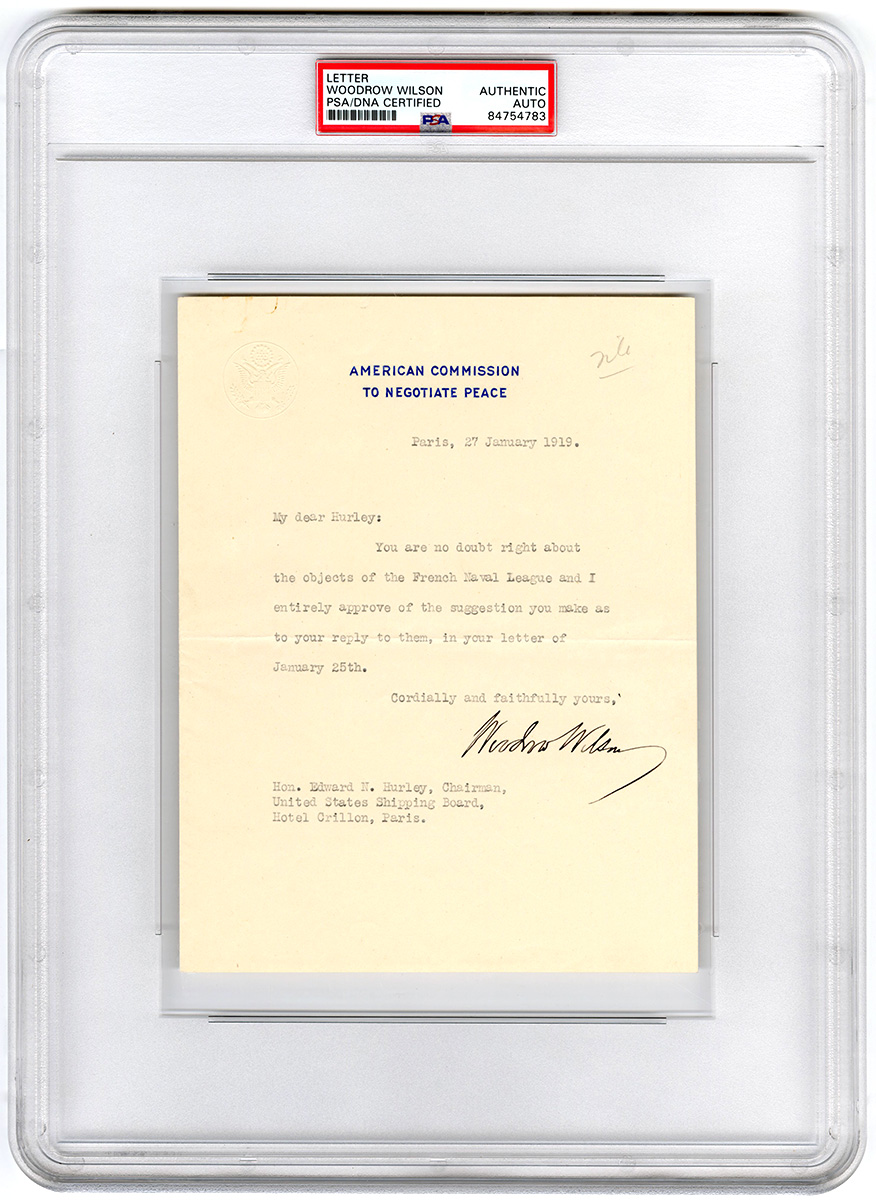 LETTER
WOODROW WILSON
PSA/DNA CERTIFIED
AUTHENTIC
AUTO
84754783
PSA
AMERICAN COMMISSION
TO NEGOTIATE PEACE
Paris, 27 January 1919.
My dear Hurley:
You are no doubt right about
the objects of the French Naval League and I
entirely approve of the suggestion you make as
to your reply to them, in your letter of
January 25th.
Cordially and faithfully yours,
Woodrow Wilson
Hon. Edward N. Hurley, Chairman,
United States Shipping Board,
Hotel Crillon, Paris.